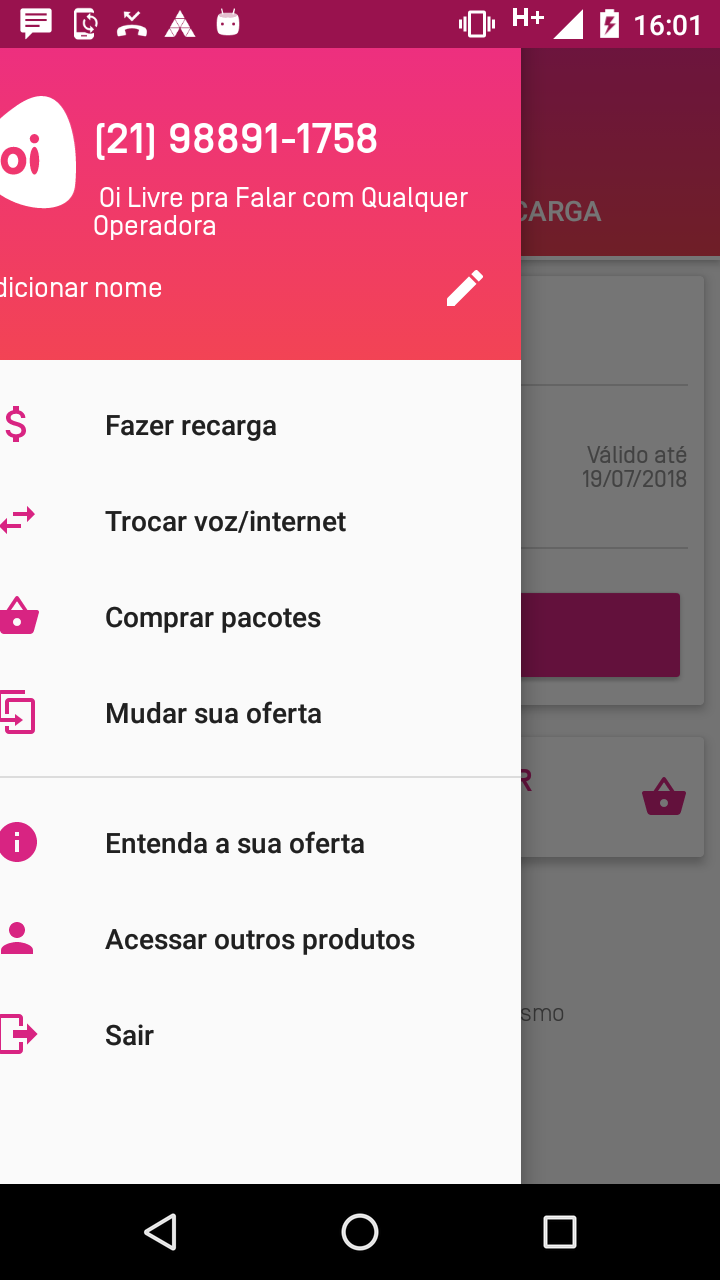 H+ 16:01
oi
(21) 98891-1758
Oi Livre pra Falar com Qualquer
Operadora
dicionar nome
CARGA
Fazer recarga
Válido até
19/07/2018
Trocar voz/internet
Comprar pacotes
Mudar sua oferta
R
Entenda a sua oferta
Acessar outros produtos
smo
Sair